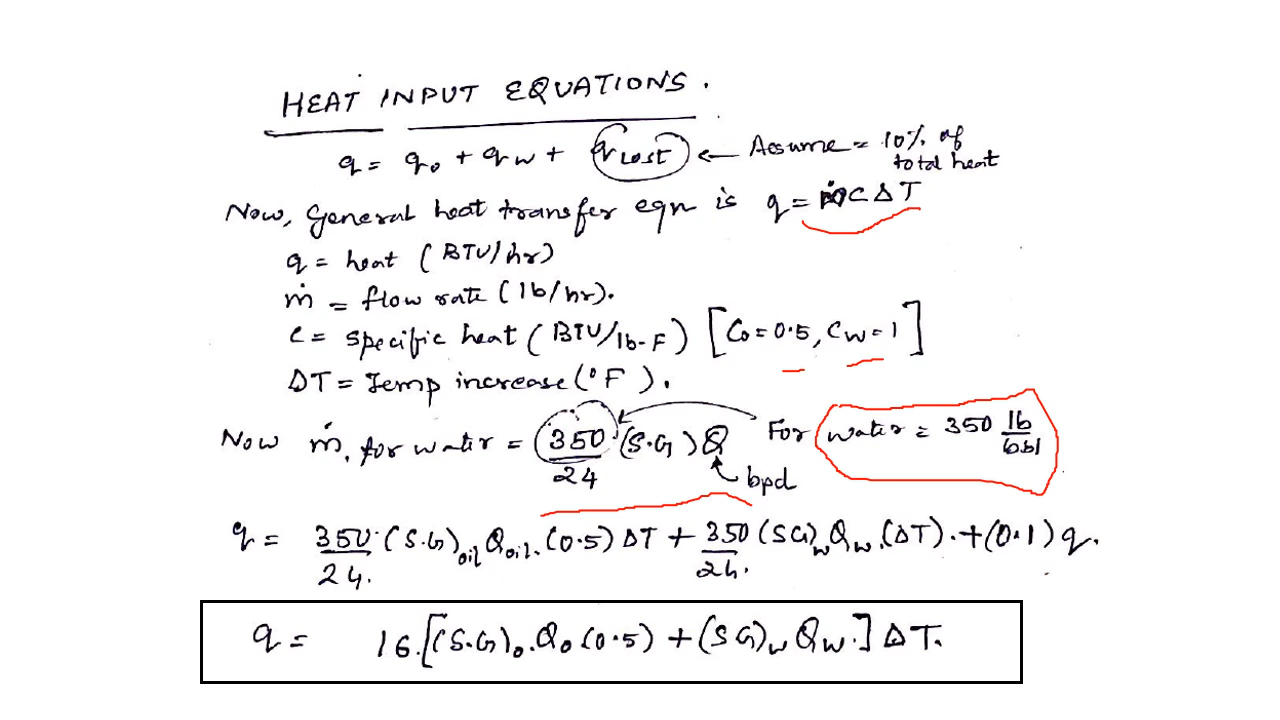 HEAT INPUT EQUATIONS.
q = qo + qw + qlost ← Assume = 10% of total heat
Now, General heat transfer eqn is q = ṁCΔT
q = heat (BTU/hr)
ṁ = flow rate (lb/hr).
C = specific heat (BTU/lb-F) [Co = 0.5, Cw = 1]
ΔT = Temp increase (°F).
Now ṁ, for water = 350/24 (S.G) Q For water = 350 lb/bbl
bpd
q = 350/24. (S.G)oil Qoil. (0.5) ΔT + 350/24. (SG)w Qw. (ΔT). + (0.1) q.
q = 16. [(S.G)o. Qo (0.5) + (SG)w Qw.] ΔT.